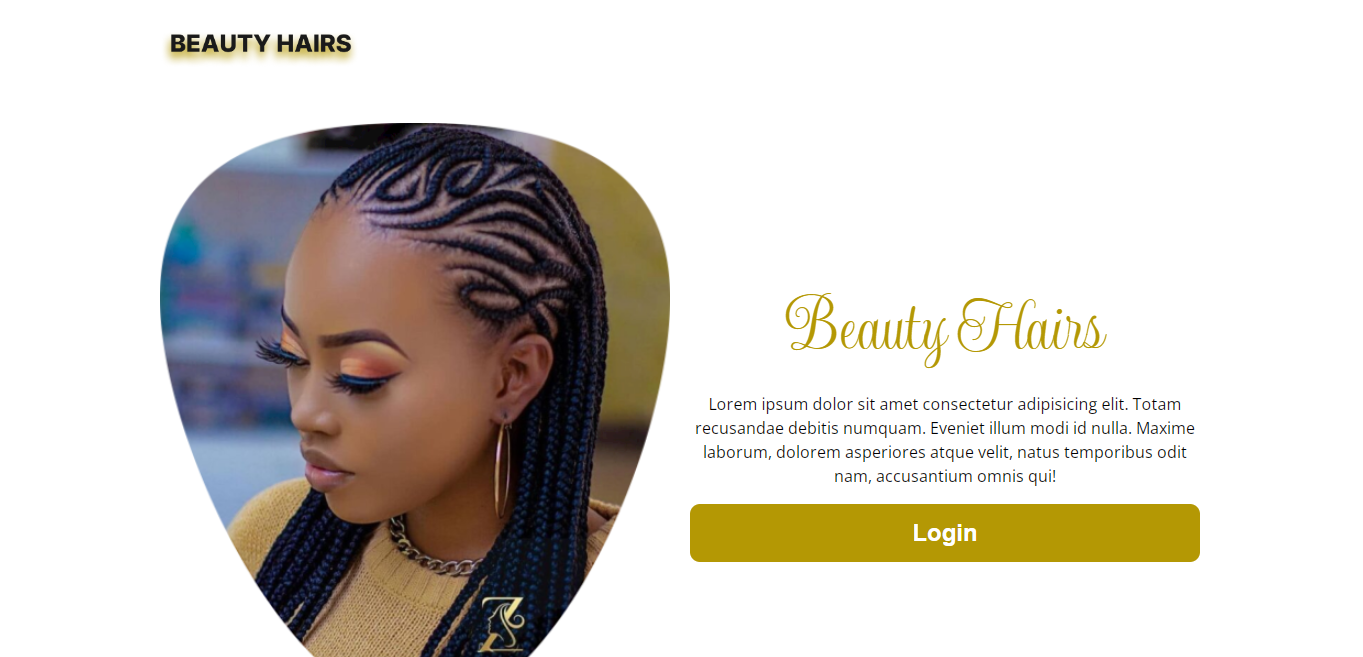 BEAUTY HAIRS
Beauty Hairs
Lorem ipsum dolor sit amet consectetur adipisicing elit. Totam
recusandae debitis numquam. Eveniet illum modi id nulla. Maxime
laborum, dolorem asperiores atque velit, natus temporibus odit
nam, accusantium omnis qui!
Login